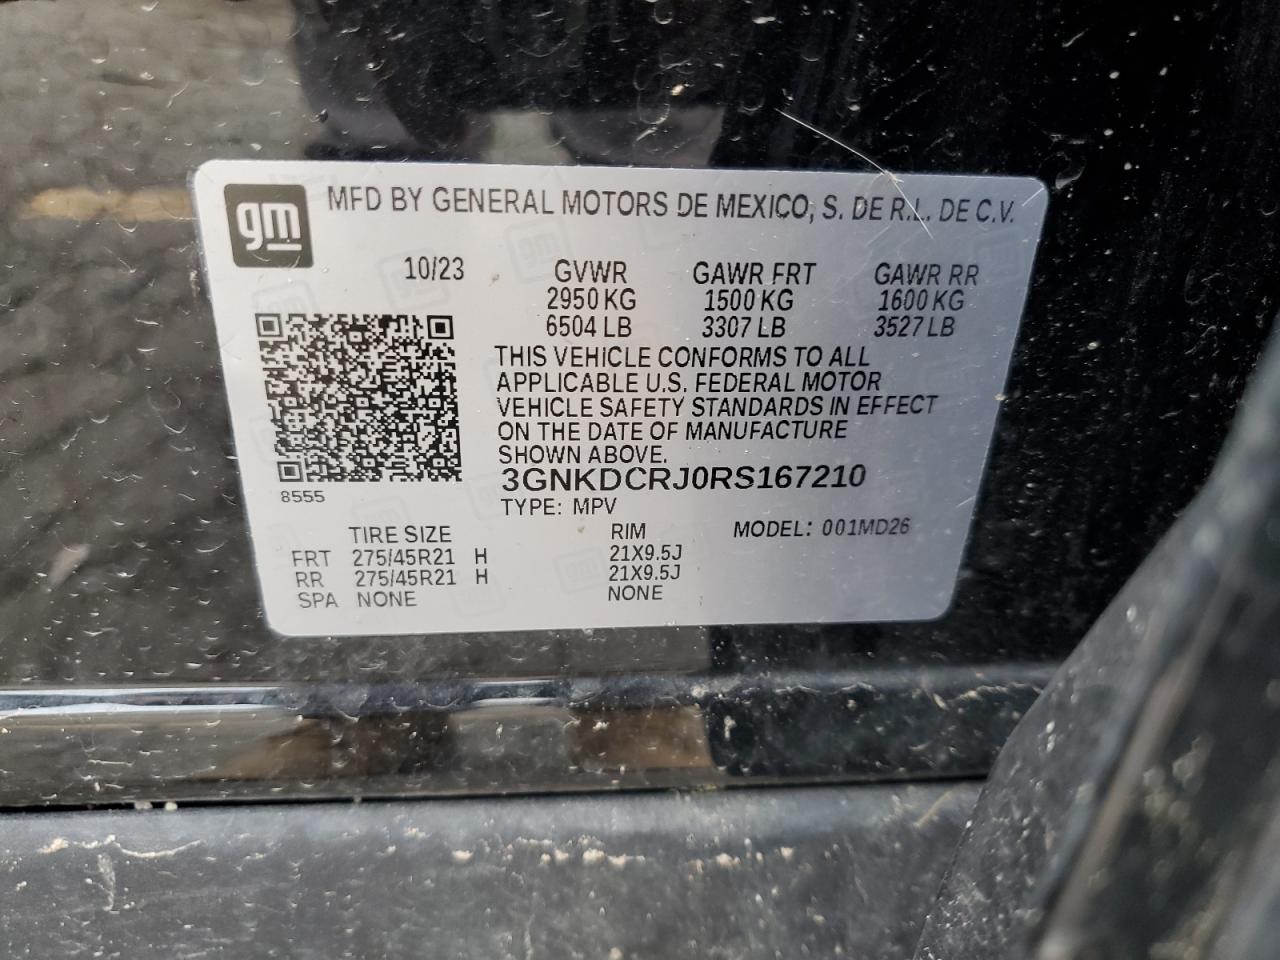 gm
MFD BY GENERAL MOTORS DE MEXICO, S. DE R.L. DE C.V.
10/23
GVWR GAWR FRT GAWR RR
2950 KG 1500 KG 1600 KG
6504 LB 3307 LB 3527 LB
THIS VEHICLE CONFORMS TO ALL
APPLICABLE U.S. FEDERAL MOTOR
VEHICLE SAFETY STANDARDS IN EFFECT
ON THE DATE OF MANUFACTURE
SHOWN ABOVE.
3GNKDCRJ0RS167210
8555
TYPE: MPV
TIRE SIZE RIM MODEL: 001MD26
FRT 275/45R21 H 21X9.5J
RR 275/45R21 H 21X9.5J
SPA NONE NONE